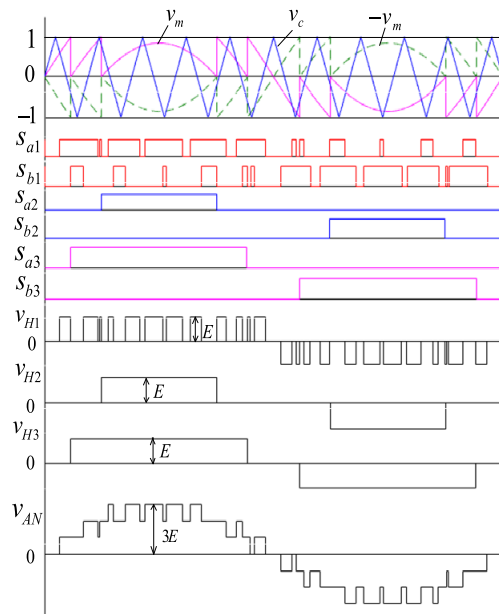 v_m v_c −v_m
1
0
−1
s_a1
s_b1
s_a2
s_b2
s_a3
s_b3
v_H1
E
0
v_H2
E
0
v_H3
E
0
v_AN
3E
0